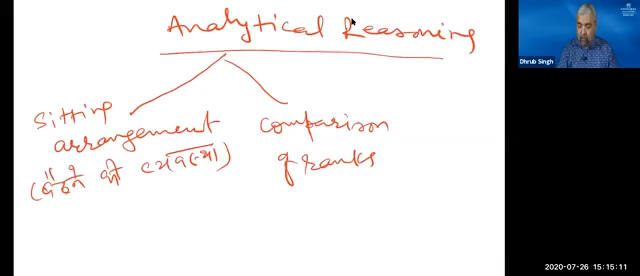 Analytical Reasoning
Sitting
arrangement
(बैठने की व्यवस्था)
comparison
of ranks
Dhrub Singh
2020-07-26 15:15:11